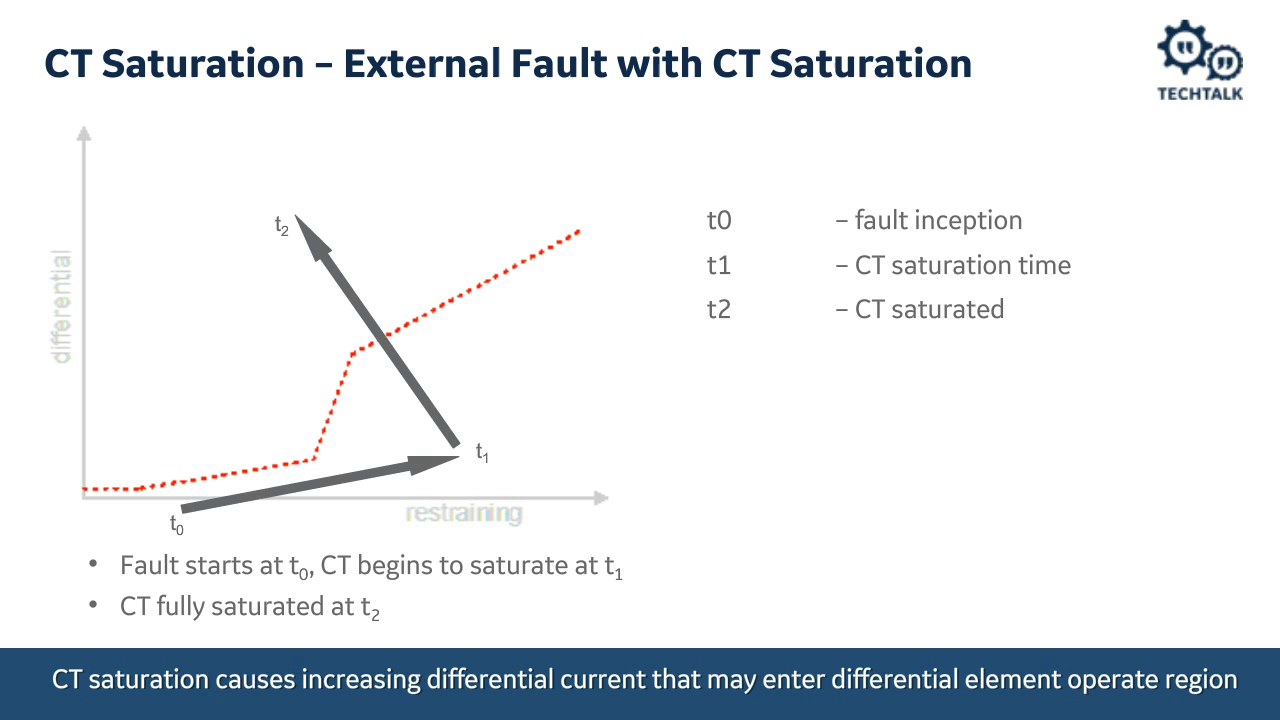 CT Saturation – External Fault with CT Saturation
TECHTALK
differential
t2
t1
t0
restraining
t0 – fault inception
t1 – CT saturation time
t2 – CT saturated
• Fault starts at t0, CT begins to saturate at t1
• CT fully saturated at t2
CT saturation causes increasing differential current that may enter differential element operate region